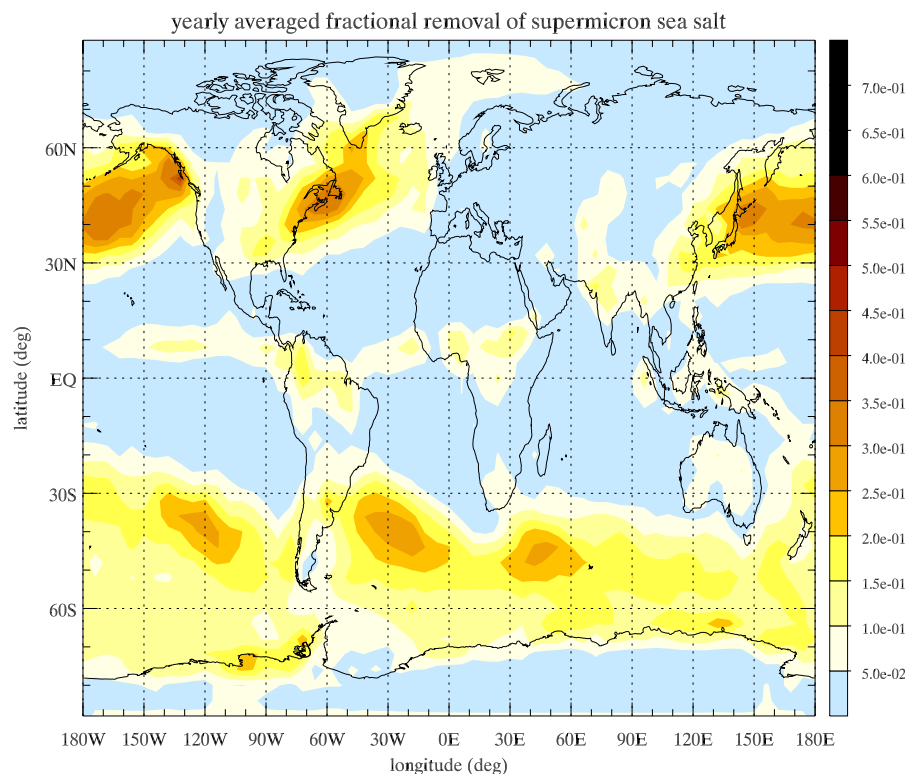 yearly averaged fractional removal of supermicron sea salt
7.0e-01
6.5e-01
60N
6.0e-01
5.5e-01
5.0e-01
30N
4.5e-01
4.0e-01
latitude (deg)
EQ
3.5e-01
3.0e-01
30S
2.5e-01
2.0e-01
1.5e-01
60S
1.0e-01
5.0e-02
180W 150W 120W 90W 60W 30W 0E 30E 60E 90E 120E 150E 180E
longitude (deg)